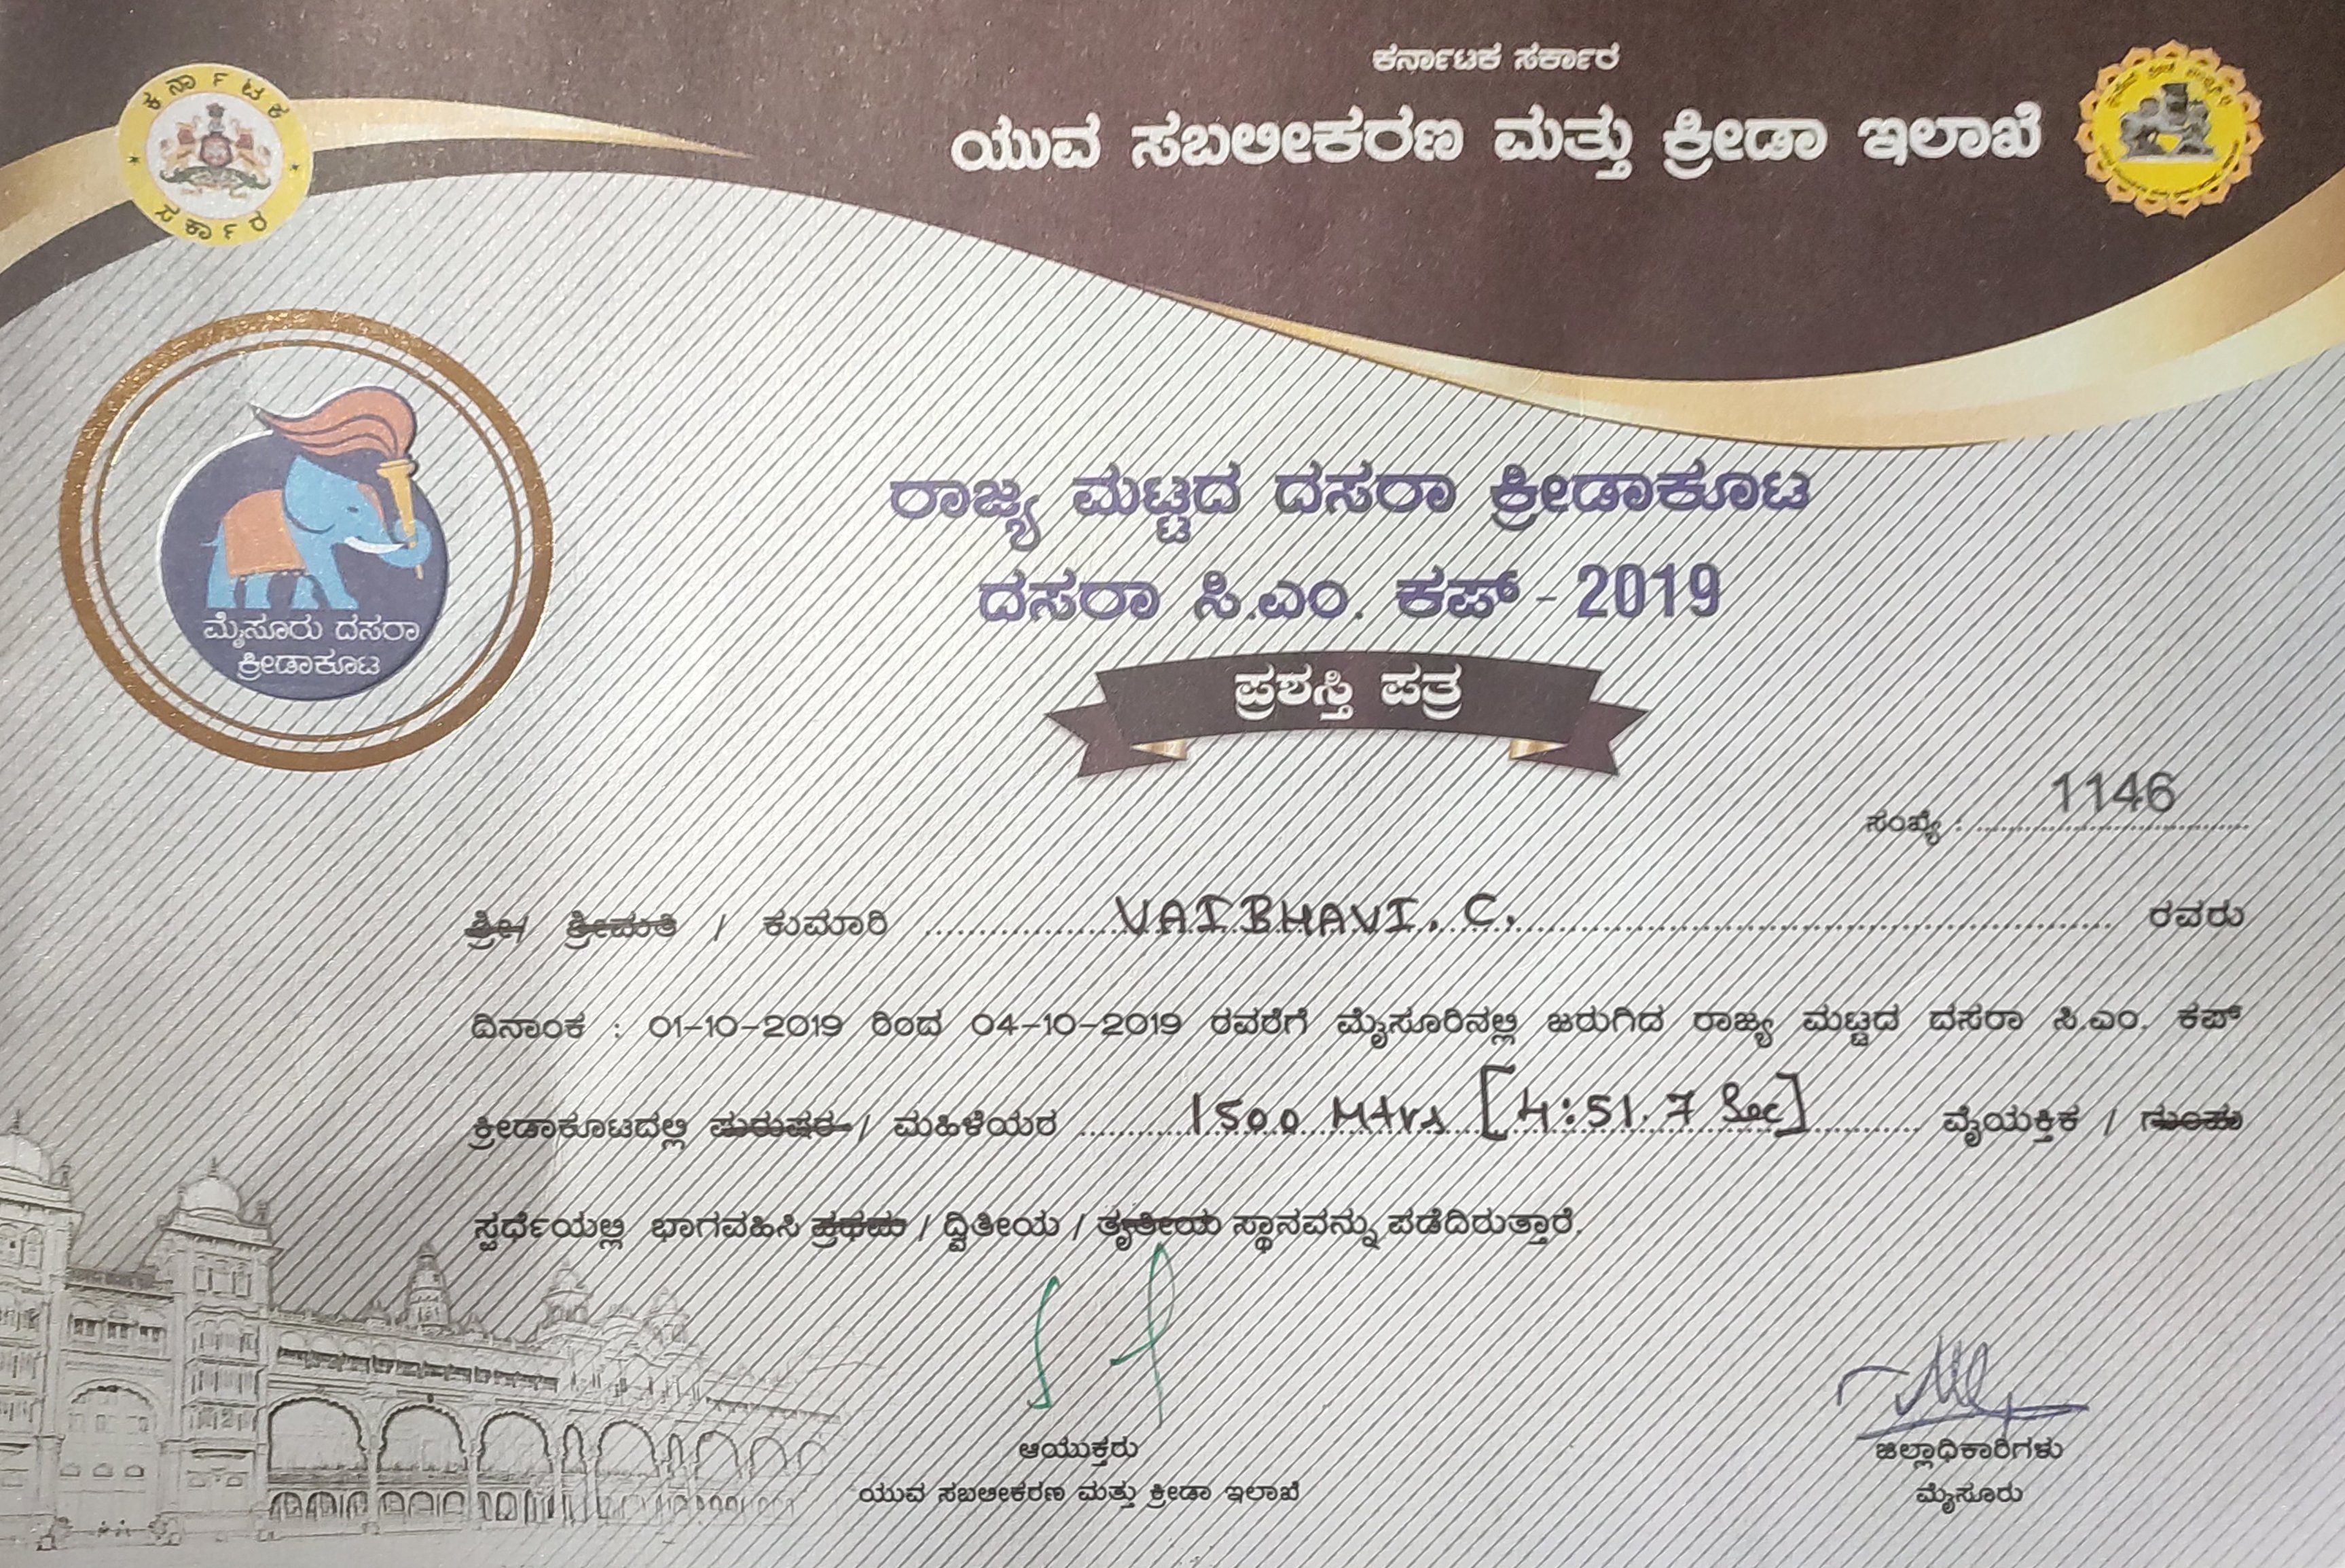 ಕರ್ನಾಟಕ ಸರ್ಕಾರ
ಯುವ ಸಬಲೀಕರಣ ಮತ್ತು ಕ್ರೀಡಾ ಇಲಾಖೆ
ಕರ್ನಾಟಕ
ಸರ್ಕಾರ
ಮೈಸೂರು ದಸರಾ
ಕ್ರೀಡಾಕೂಟ
ರಾಜ್ಯ ಮಟ್ಟದ ದಸರಾ ಕ್ರೀಡಾಕೂಟ
ದಸರಾ ಸಿ.ಎಂ. ಕಪ್ - 2019
ಪ್ರಶಸ್ತಿ ಪತ್ರ
ಸಂಖ್ಯೆ : 1146
ಶ್ರೀ/ ಶ್ರೀಮತಿ / ಕುಮಾರಿ VAIBHAVI. C. ರವರು
ದಿನಾಂಕ : 01-10-2019 ರಿಂದ 04-10-2019 ರವರೆಗೆ ಮೈಸೂರಿನಲ್ಲಿ ಜರುಗಿದ ರಾಜ್ಯ ಮಟ್ಟದ ದಸರಾ ಸಿ.ಎಂ. ಕಪ್
ಕ್ರೀಡಾಕೂಟದಲ್ಲಿ ಪುರುಷರ / ಮಹಿಳೆಯರ 1500 Mtrs [4:51.7 Sec] ವೈಯಕ್ತಿಕ / ಗುಂಪು
ಸ್ಪರ್ಧೆಯಲ್ಲಿ ಭಾಗವಹಿಸಿ ಪ್ರಥಮ / ದ್ವಿತೀಯ / ತೃತೀಯ ಸ್ಥಾನವನ್ನು ಪಡೆದಿರುತ್ತಾರೆ.
ಆಯುಕ್ತರು
ಯುವ ಸಬಲೀಕರಣ ಮತ್ತು ಕ್ರೀಡಾ ಇಲಾಖೆ
ಜಿಲ್ಲಾಧಿಕಾರಿಗಳು
ಮೈಸೂರು